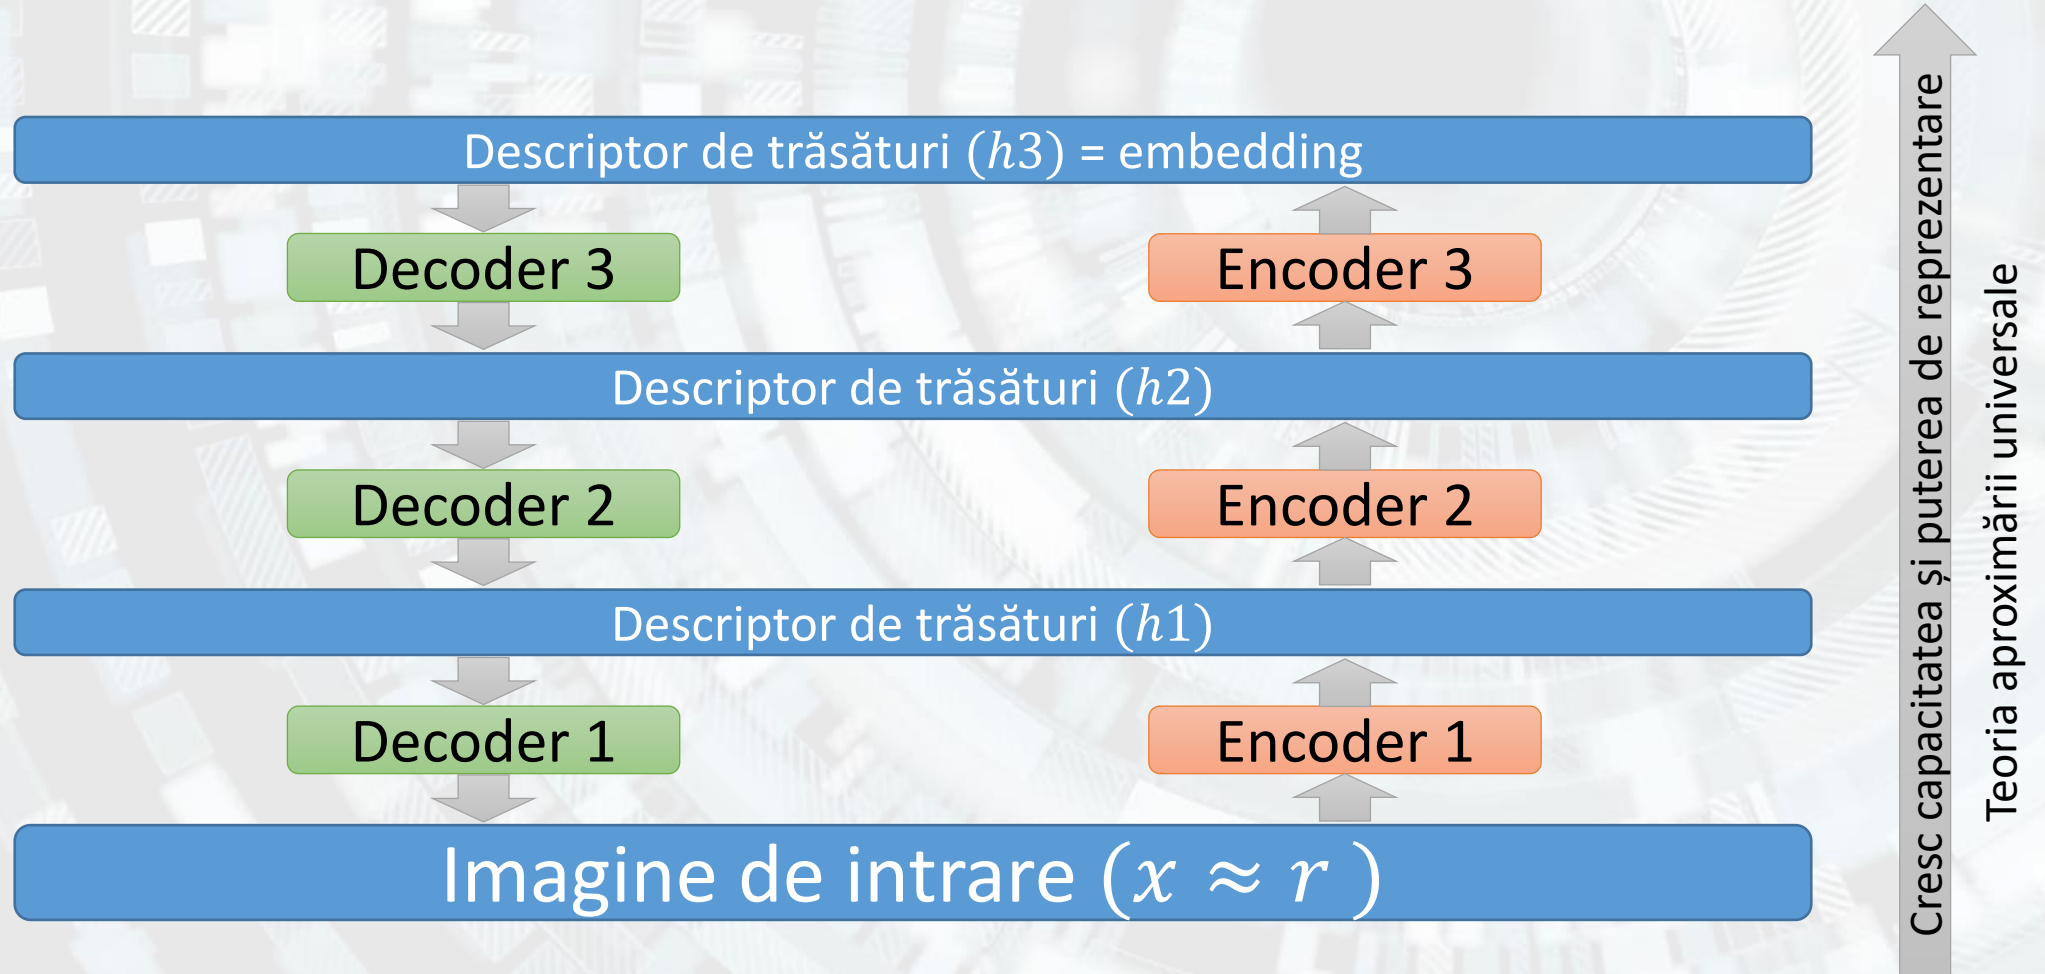 Descriptor de trăsături (h3) = embedding
Decoder 3
Encoder 3
Descriptor de trăsături (h2)
Decoder 2
Encoder 2
Descriptor de trăsături (h1)
Decoder 1
Encoder 1
Imagine de intrare (x ≈ r )
Cresc capacitatea și puterea de reprezentare
Teoria aproximării universale